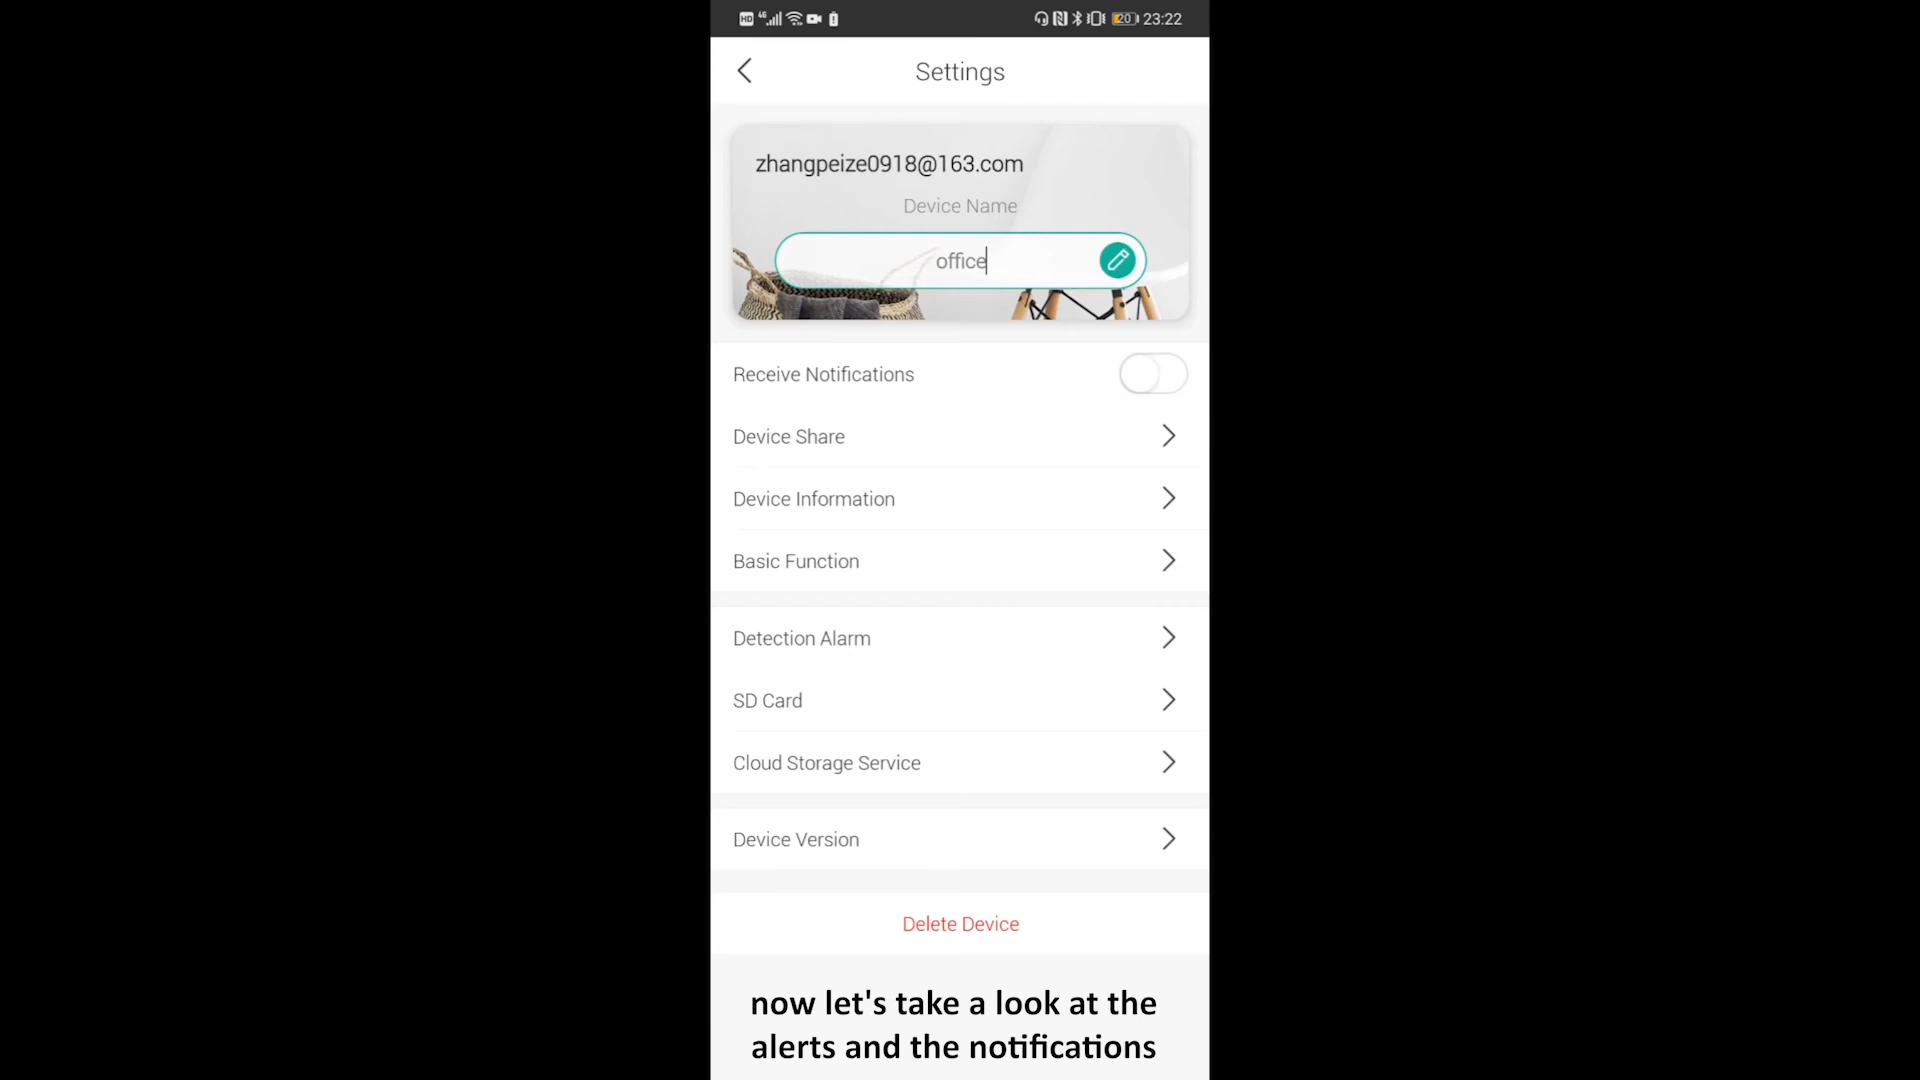 HD 4G 20 23:22
Settings
zhangpeize0918@163.com
Device Name
office
Receive Notifications
Device Share
Device Information
Basic Function
Detection Alarm
SD Card
Cloud Storage Service
Device Version
Delete Device
now let's take a look at the
alerts and the notifications